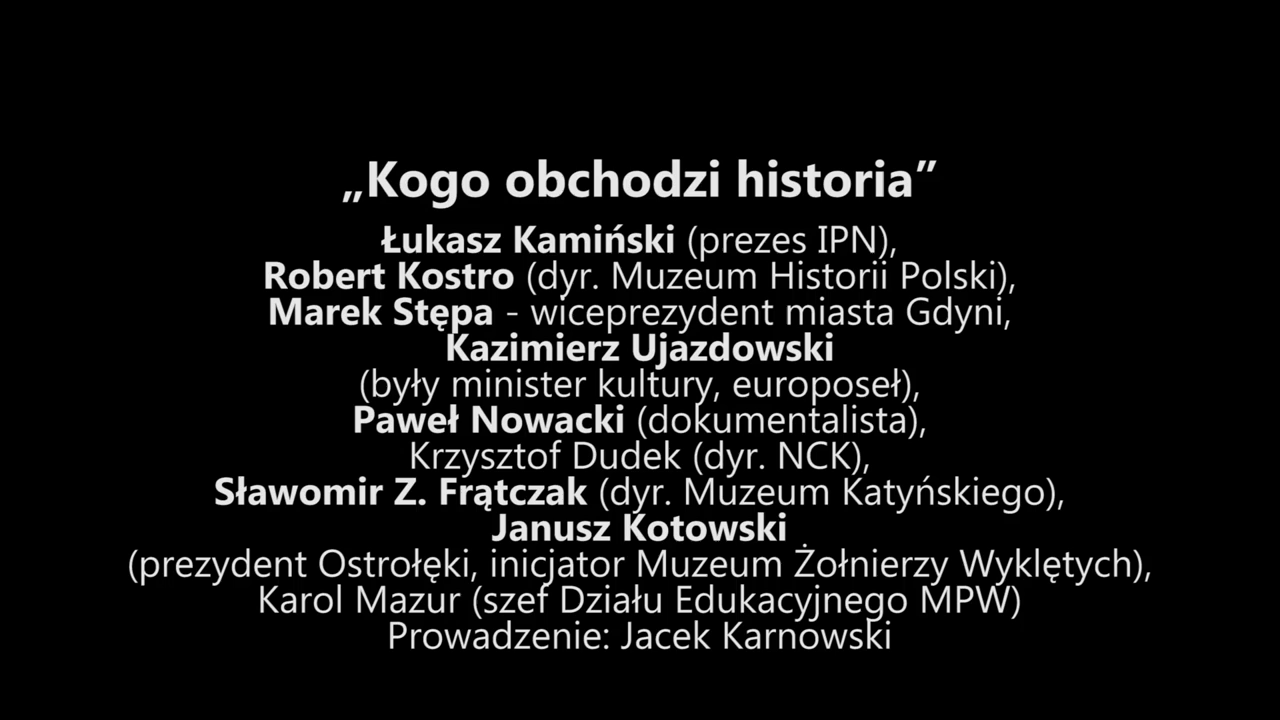 „Kogo obchodzi historia”
Łukasz Kamiński (prezes IPN),
Robert Kostro (dyr. Muzeum Historii Polski),
Marek Stępa - wiceprezydent miasta Gdyni,
Kazimierz Ujazdowski
(były minister kultury, europoseł),
Paweł Nowacki (dokumentalista),
Krzysztof Dudek (dyr. NCK),
Sławomir Z. Frątczak (dyr. Muzeum Katyńskiego),
Janusz Kotowski
(prezydent Ostrołęki, inicjator Muzeum Żołnierzy Wyklętych),
Karol Mazur (szef Działu Edukacyjnego MPW)
Prowadzenie: Jacek Karnowski